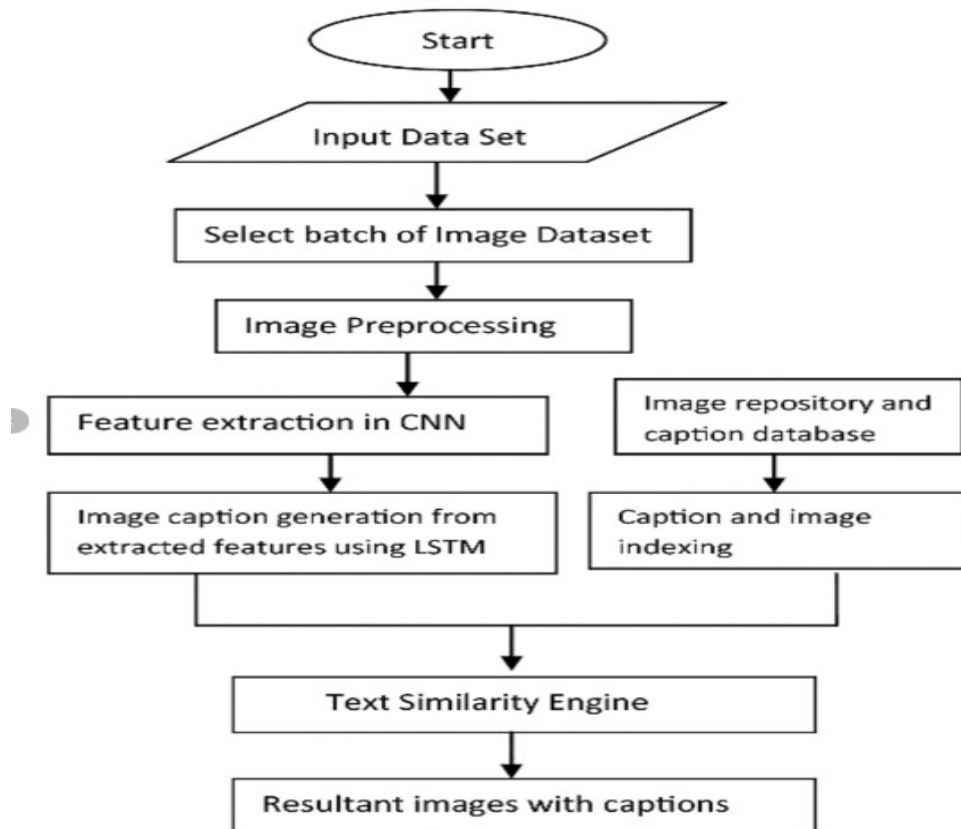 Start
Input Data Set
Select batch of Image Dataset
Image Preprocessing
Feature extraction in CNN
Image repository and
caption database
Image caption generation from
extracted features using LSTM
Caption and image
indexing
Text Similarity Engine
Resultant images with captions